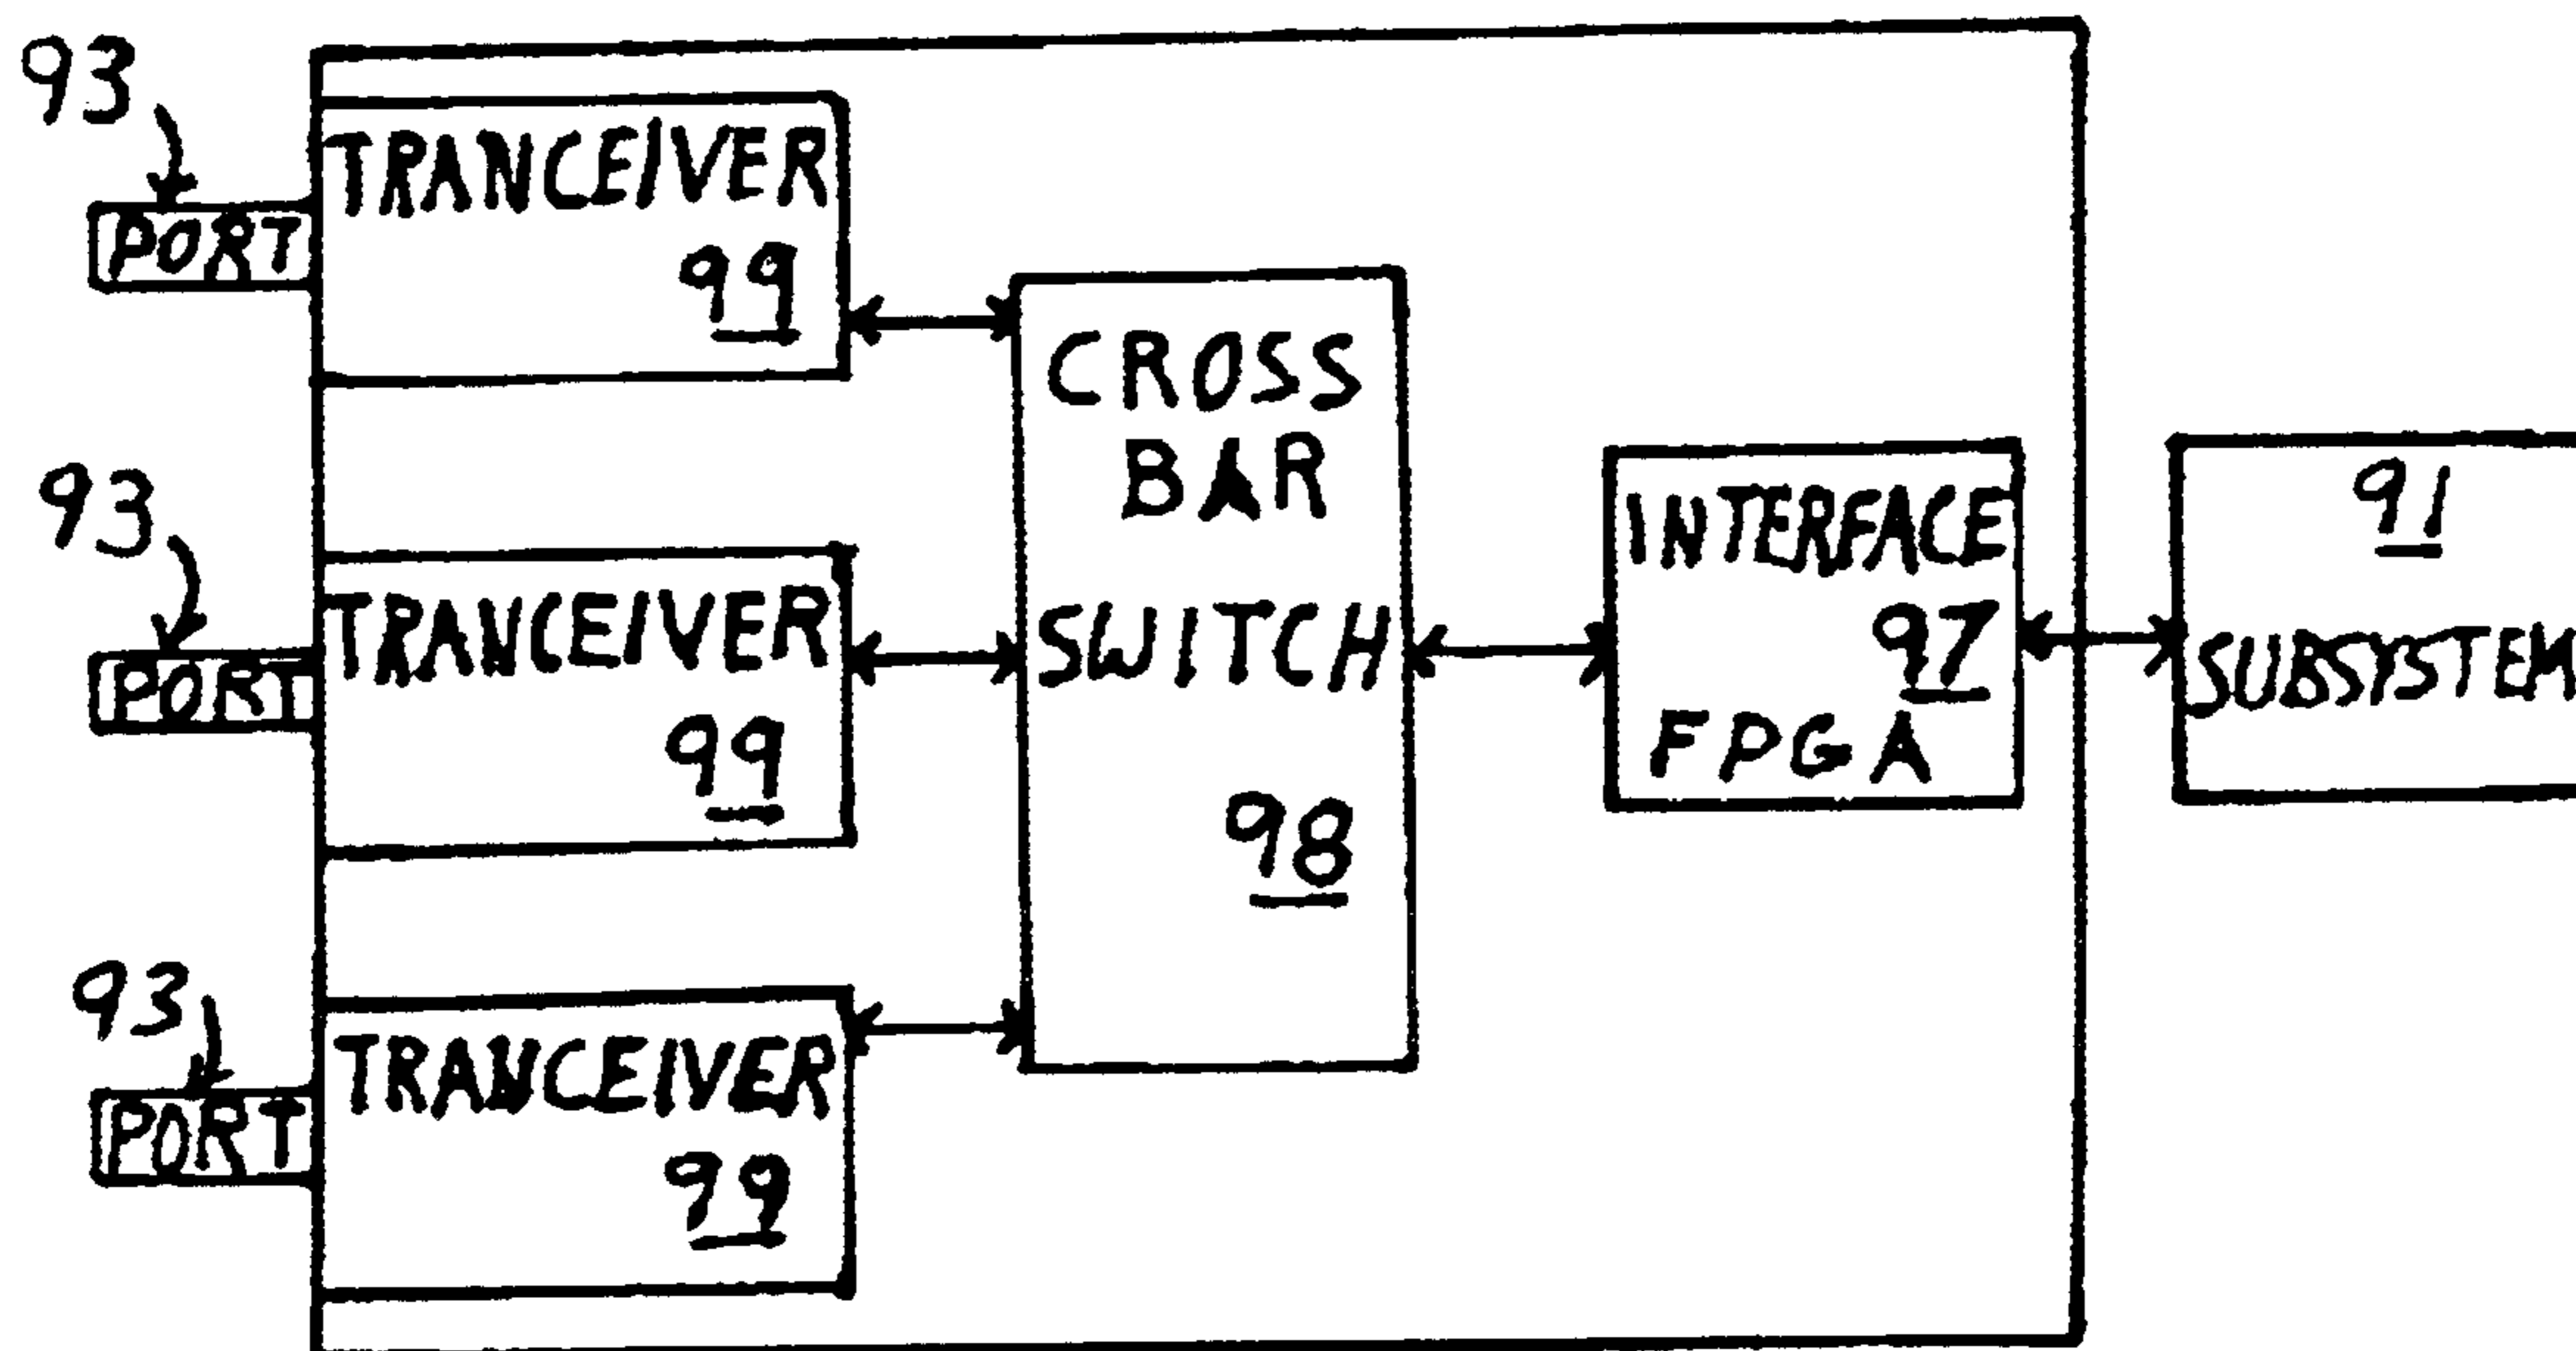 93
PORT
TRANCEIVER
99
93
PORT
TRANCEIVER
99
93
PORT
TRANCEIVER
99
CROSS
BAR
SWITCH
98
INTERFACE
97
FPGA
91
SUBSYSTEM